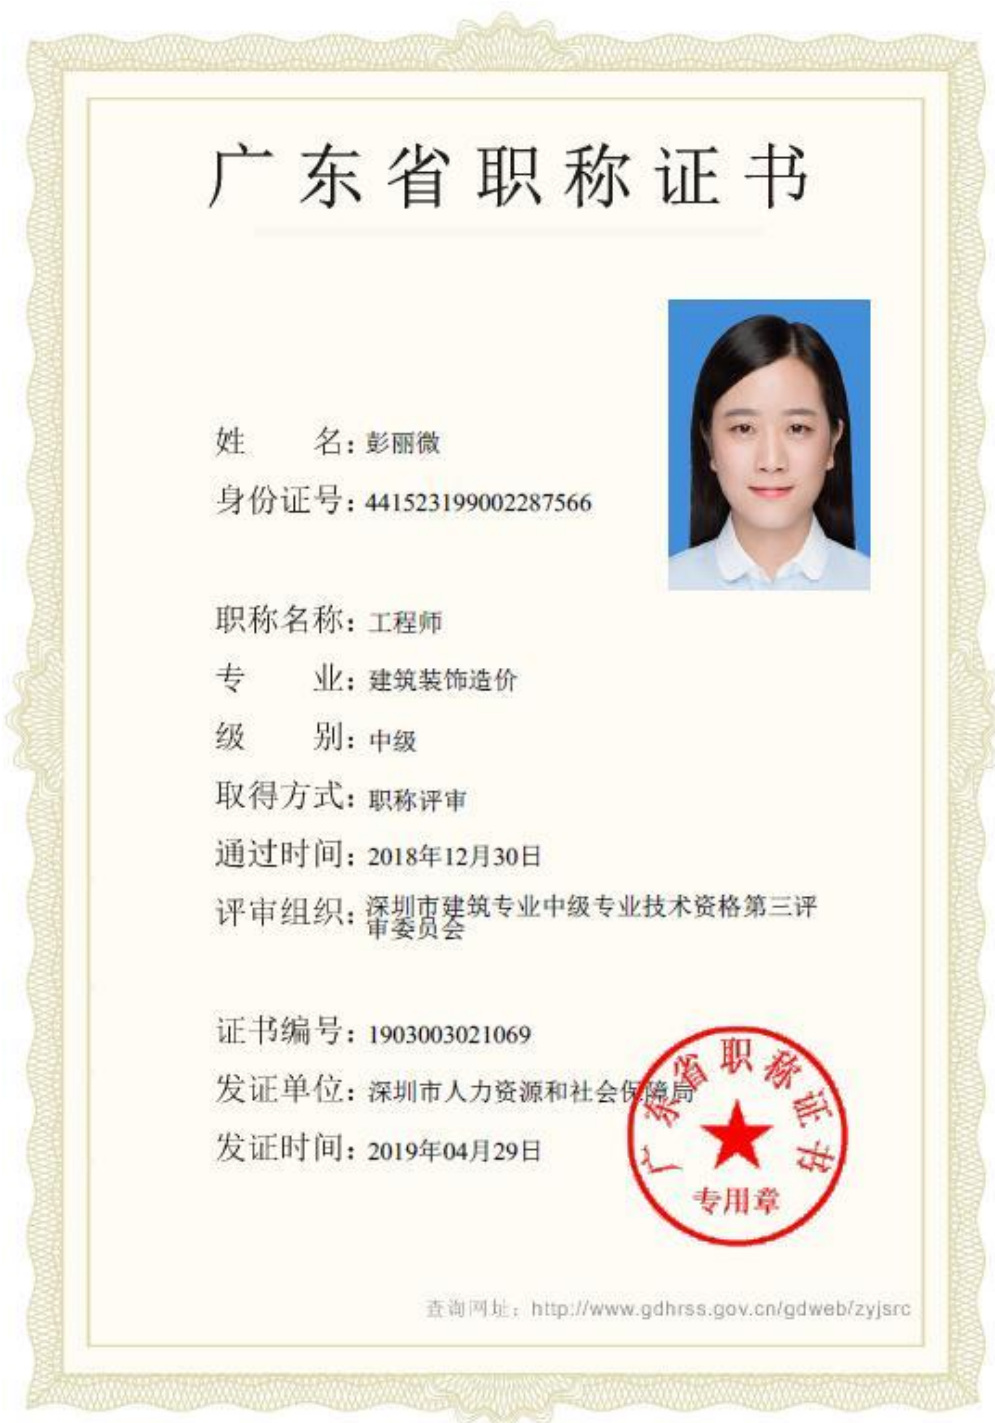 广东省职称证书
姓 名：彭丽微
身份证号：441523199002287566
职称名称：工程师
专 业：建筑装饰造价
级 别：中级
取得方式：职称评审
通过时间：2018年12月30日
评审组织：深圳市建筑专业中级专业技术资格第三评
审委员会
证书编号：1903003021069
发证单位：深圳市人力资源和社会保障局
发证时间：2019年04月29日
广东省职称证书
专用章
查询网址：http://www.gdhrss.gov.cn/gdweb/zyjsrc